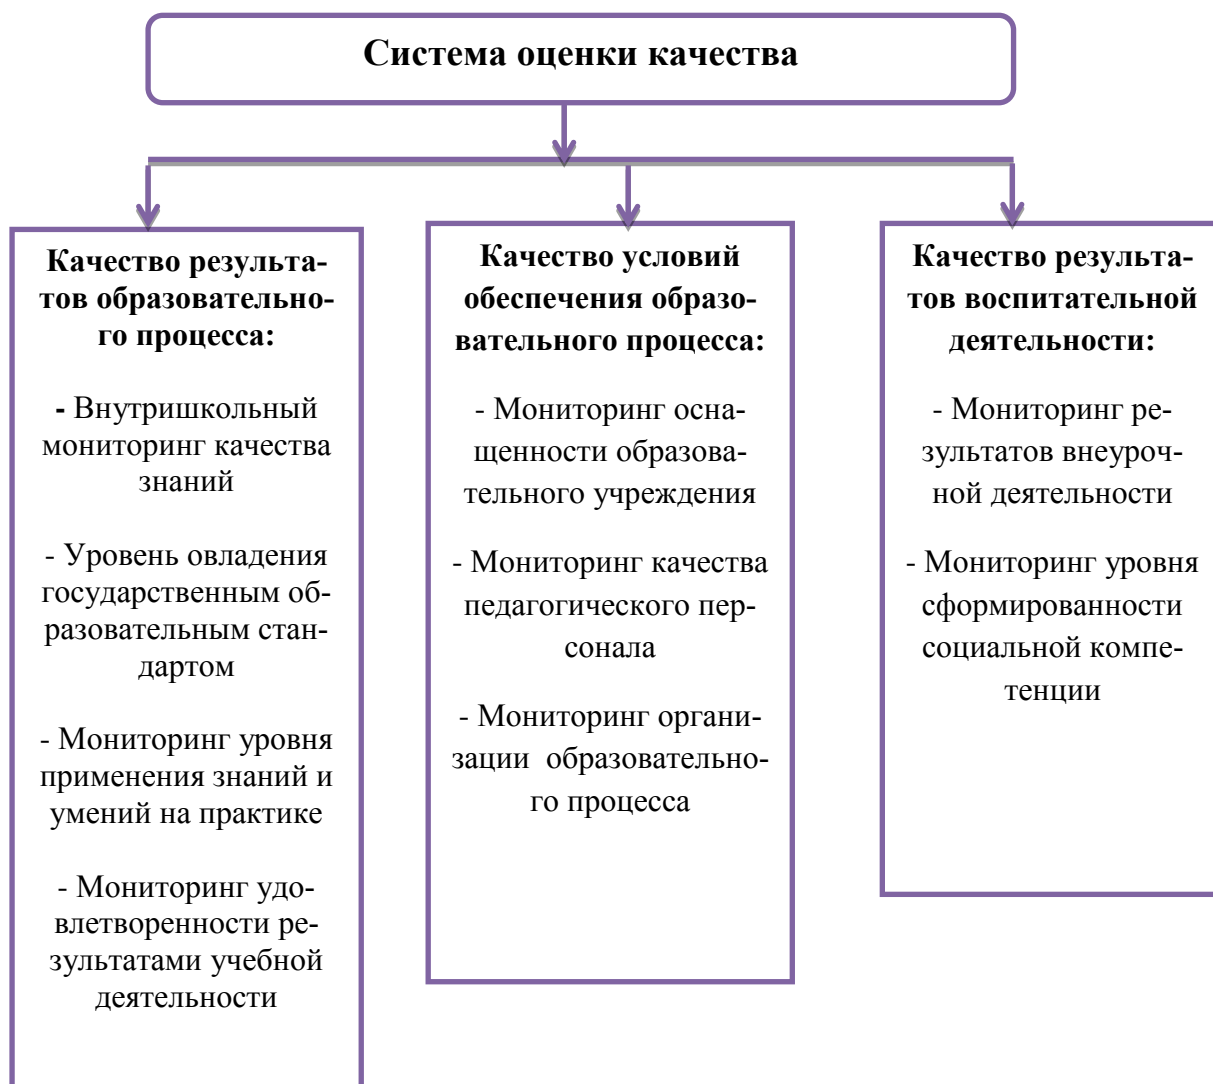 Система оценки качества
Качество результа-
тов образовательно-
го процесса:
- Внутришкольный
мониторинг качества
знаний
- Уровень овладения
государственным об-
разовательным стан-
дартом
- Мониторинг уровня
применения знаний и
умений на практике
- Мониторинг удо-
влетворенности ре-
зультатами учебной
деятельности
Качество условий
обеспечения образо-
вательного процесса:
- Мониторинг осна-
щенности образова-
тельного учреждения
- Мониторинг качества
педагогического пер-
сонала
- Мониторинг органи-
зации образовательно-
го процесса
Качество результа-
тов воспитательной
деятельности:
- Мониторинг ре-
зультатов внеуроч-
ной деятельности
- Мониторинг уровня
сформированности
социальной компе-
тенции